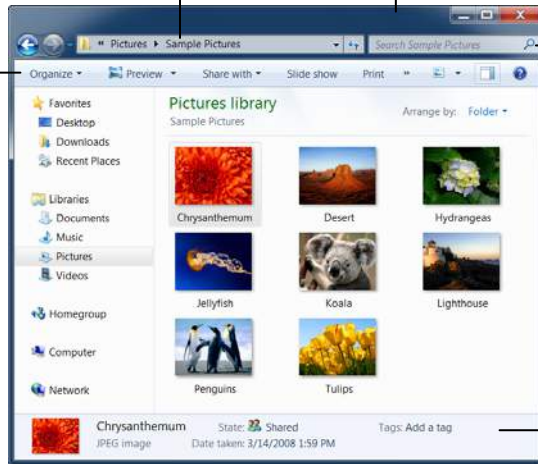 Pictures Sample Pictures Search Sample Pictures
Organize Preview Share with Slide show Print
Favorites
Desktop
Downloads
Recent Places
Libraries
Documents
Music
Pictures
Videos
Homegroup
Computer
Network
Pictures library
Sample Pictures
Arrange by: Folder
Chrysanthemum Desert Hydrangeas
Jellyfish Koala Lighthouse
Penguins Tulips
Chrysanthemum State: Shared Tags: Add a tag
JPEG image Date taken: 3/14/2008 1:59 PM